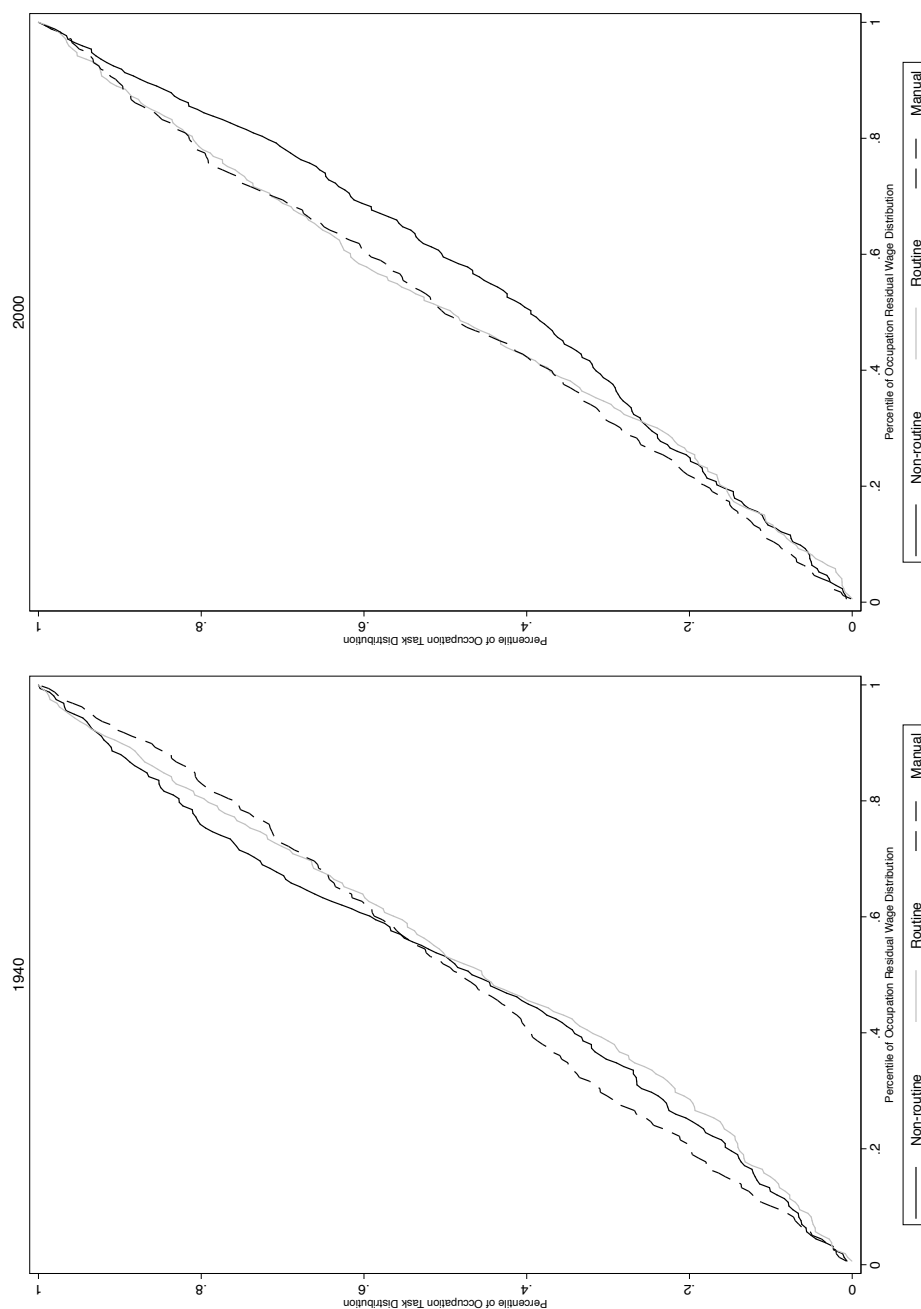 1940
Percentile of Occupation Task Distribution
1
.8
.6
.4
.2
0
0 .2 .4 .6 .8 1
Percentile of Occupation Residual Wage Distribution
Non-routine Routine Manual
2000
Percentile of Occupation Task Distribution
1
.8
.6
.4
.2
0
0 .2 .4 .6 .8 1
Percentile of Occupation Residual Wage Distribution
Non-routine Routine Manual